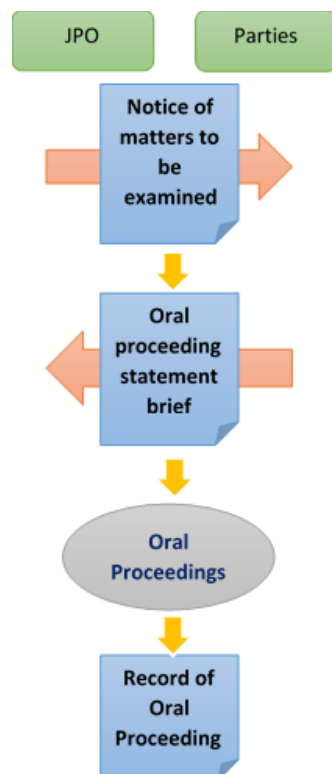 JPO
Parties
Notice of
matters to
be
examined
Oral
proceeding
statement
brief
Oral
Proceedings
Record of
Oral
Proceeding